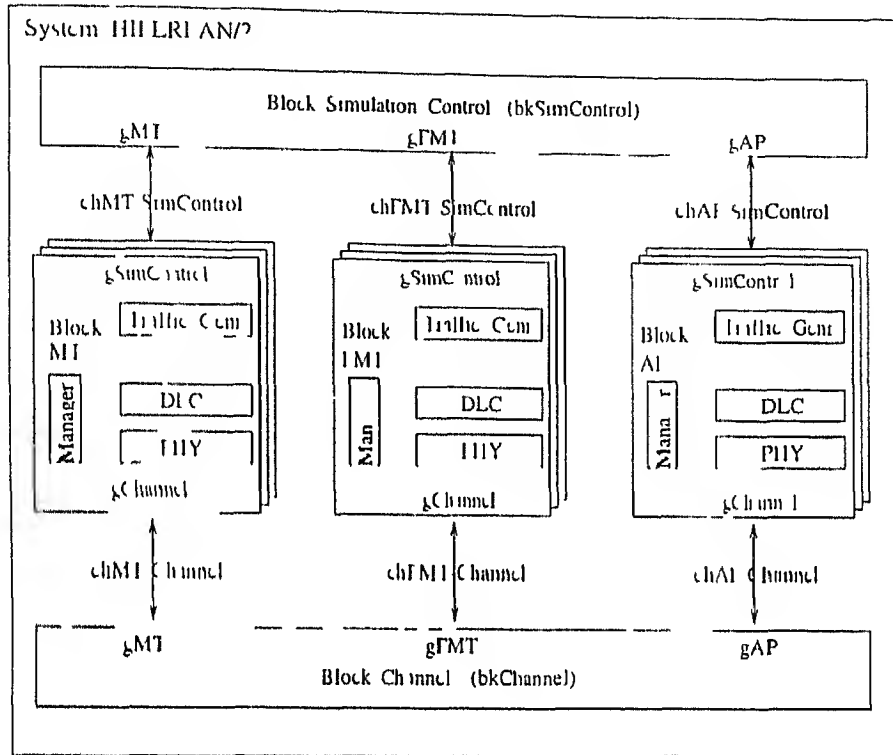 System HIPERLAN/2
Block Simulation Control (bkSimControl)
gMT
gFMT
gAP
chMT SimControl
chFMT SimControl
chAP SimControl
gSimControl
Block
MT
Traffic Gen
Manager
DLC
PHY
gChannel
gSimControl
Block
FMT
Traffic Gen
Man
DLC
PHY
gChannel
gSimControl
Block
AP
Traffic Gen
Mana r
DLC
PHY
gChannel
chMT Channel
chFMT Channel
chAP Channel
gMT
gFMT
gAP
Block Channel (bkChannel)